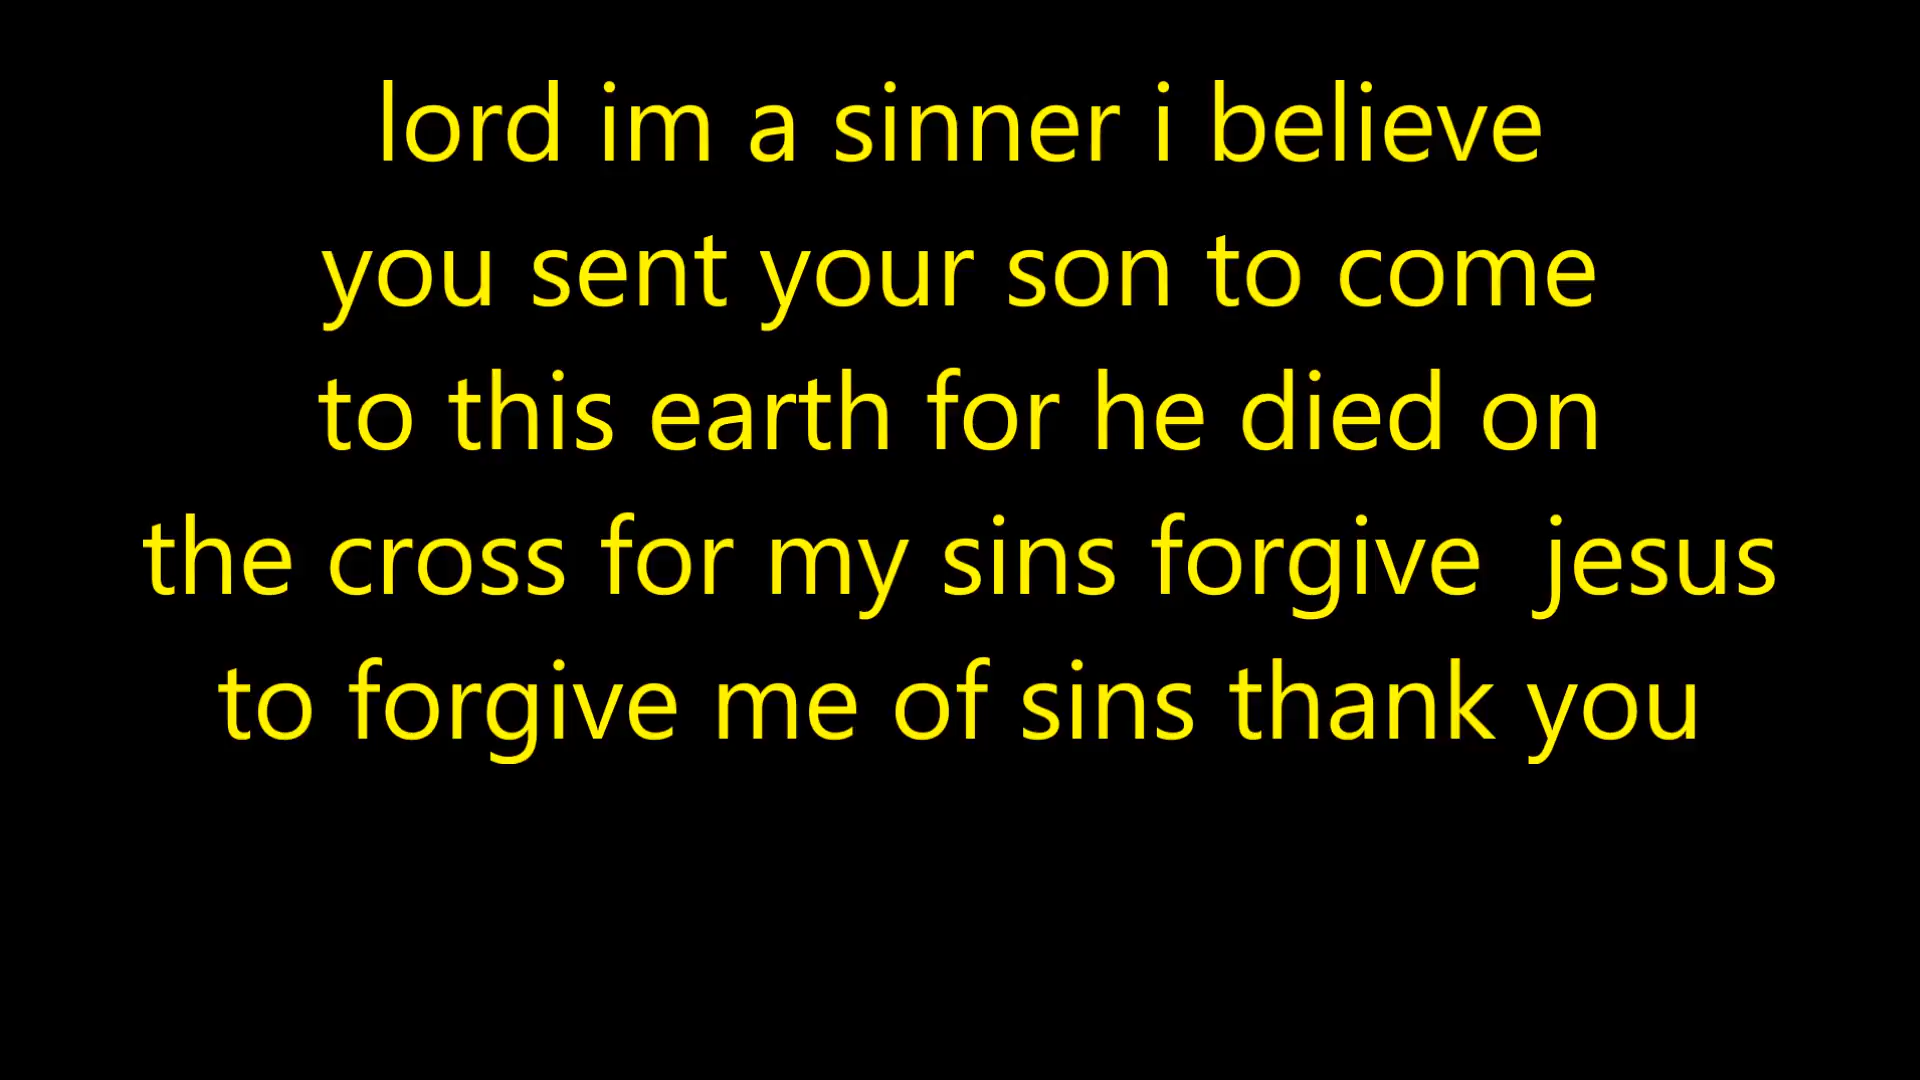 lord im a sinner i believe
you sent your son to come
to this earth for he died on
the cross for my sins forgive  jesus
to forgive me of sins thank you